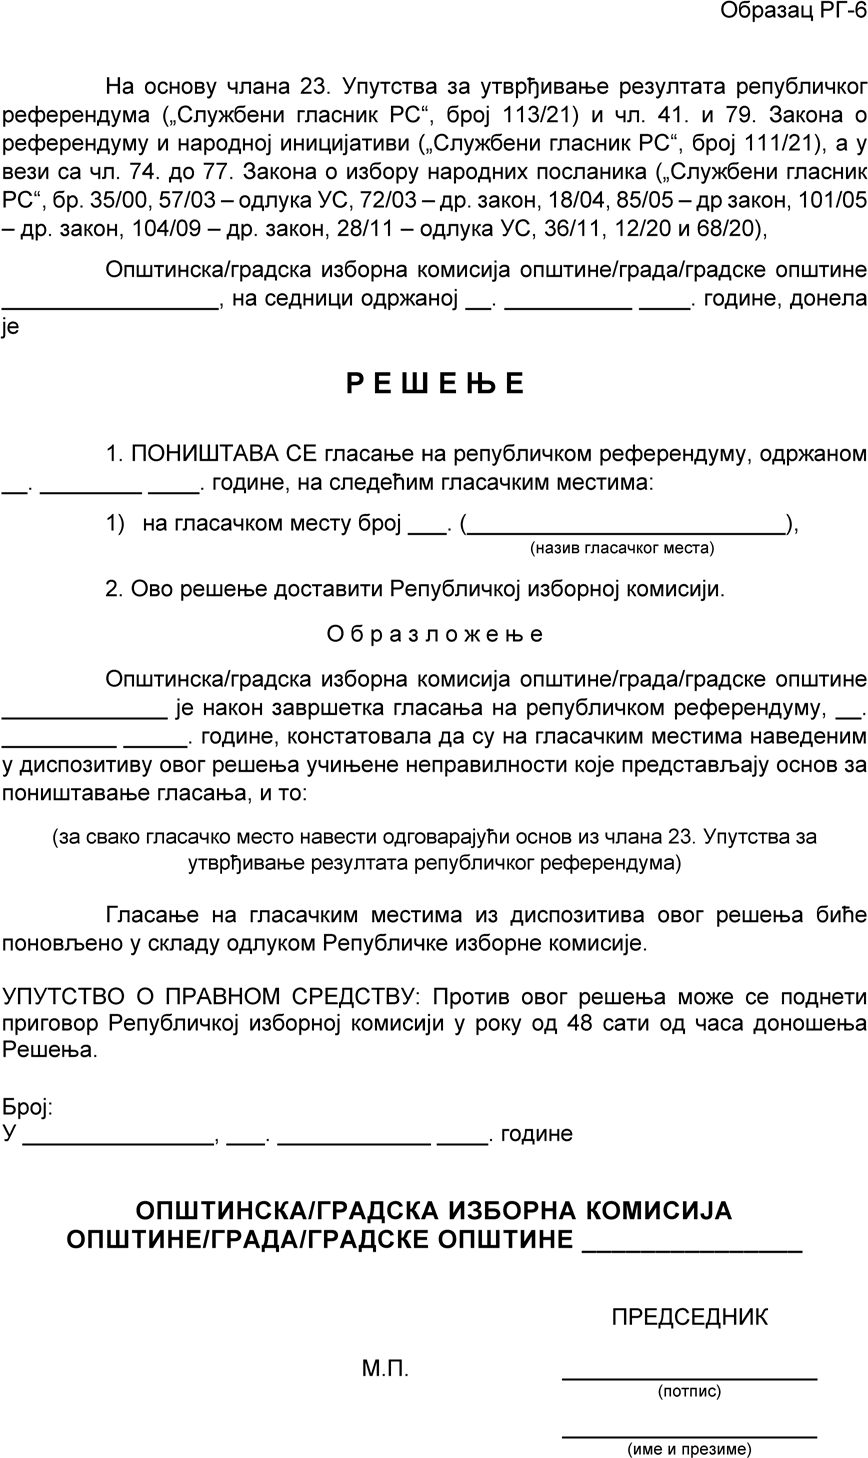 Образац РГ-6
На основу члана 23. Упутства за утврђивање резултата републичког
референдума („Службени гласник РС“, број 113/21) и чл. 41. и 79. Закона о
референдуму и народној иницијативи („Службени гласник РС“, број 111/21), а у
вези са чл. 74. до 77. Закона о избору народних посланика („Службени гласник
РС“, бр. 35/00, 57/03 – одлука УС, 72/03 – др. закон, 18/04, 85/05 – др закон, 101/05
– др. закон, 104/09 – др. закон, 28/11 – одлука УС, 36/11, 12/20 и 68/20),
Општинска/градска изборна комисија општине/града/градске општине
_________________, на седници одржаној __. __________ ____. године, донела
је
Р Е Ш Е Њ Е
1. ПОНИШТАВА СЕ гласање на републичком референдуму, одржаном
__. ________ ____. године, на следећим гласачким местима:
1) на гласачком месту број ___. (_________________________),
(назив гласачког места)
2. Ово решење доставити Републичкој изборној комисији.
О б р а з л о ж е њ е
Општинска/градска изборна комисија општине/града/градске општине
_____________ је након завршетка гласања на републичком референдуму, __.
_________ _____. године, констатовала да су на гласачким местима наведеним
у диспозитиву овог решења учињене неправилности које представљају основ за
поништавање гласања, и то:
(за свако гласачко место навести одговарајући основ из члана 23. Упутства за
утврђивање резултата републичког референдума)
Гласање на гласачким местима из диспозитива овог решења биће
поновљено у складу одлуком Републичке изборне комисије.
УПУТСТВО О ПРАВНОМ СРЕДСТВУ: Против овог решења може се поднети
приговор Републичкој изборној комисији у року од 48 сати од часа доношења
Решења.
Број:
У _______________, ___. ____________ ____. године
ОПШТИНСКА/ГРАДСКА ИЗБОРНА КОМИСИЈА
ОПШТИНЕ/ГРАДА/ГРАДСКЕ ОПШТИНЕ _______________
ПРЕДСЕДНИК
М.П. ____________________
(потпис)
____________________
(име и презиме)